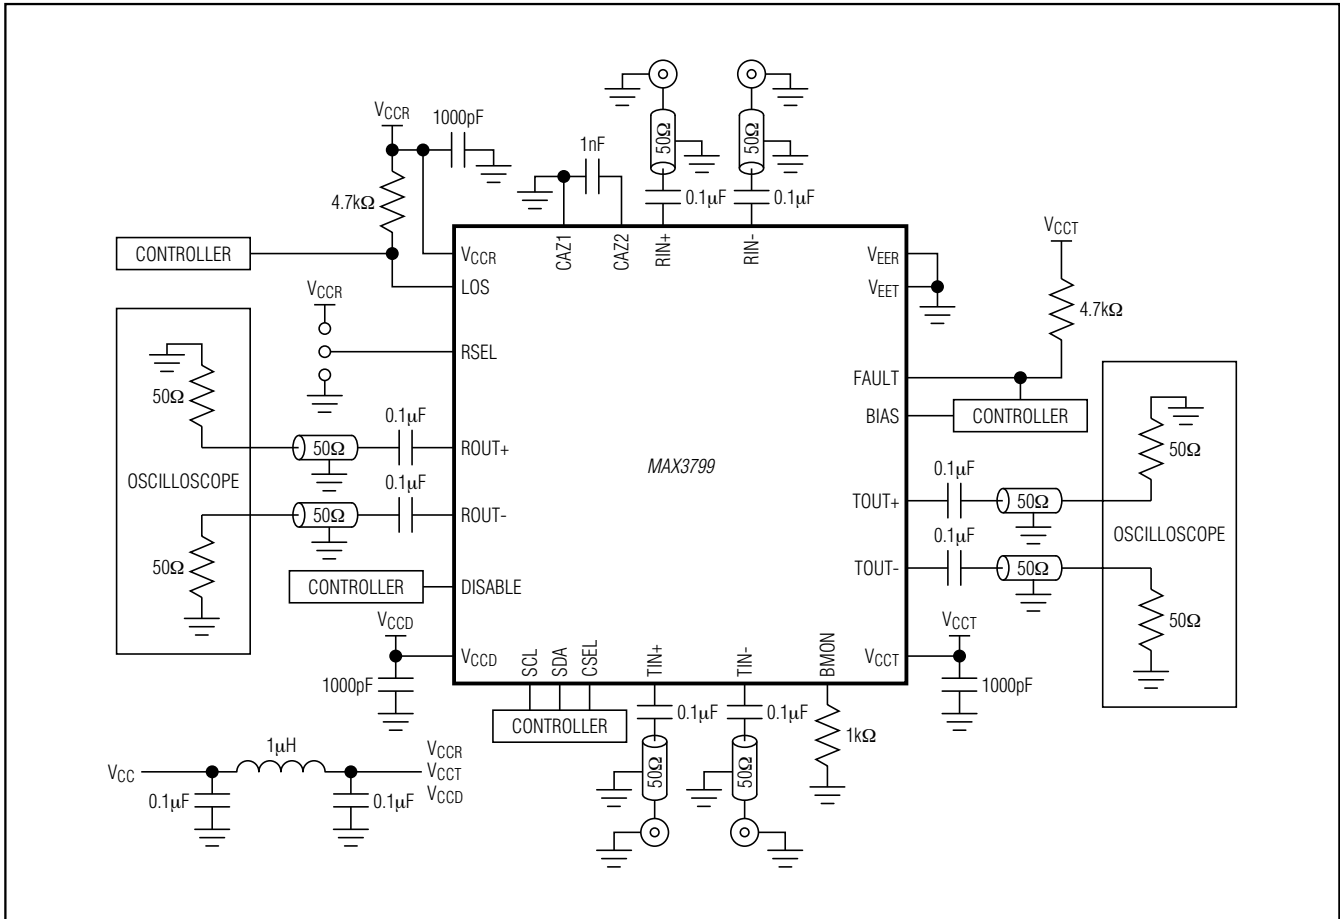 VCCR
1000pF
1nF
50Ω
50Ω
4.7kΩ
0.1μF
0.1μF
CAZ1
CAZ2
RIN+
RIN-
VCCT
CONTROLLER
VCCR
VEER
LOS
VEET
VCCR
4.7kΩ
RSEL
50Ω
FAULT
BIAS
CONTROLLER
0.1μF
50Ω
ROUT+
50Ω
OSCILLOSCOPE
MAX3799
0.1μF
0.1μF
50Ω
TOUT+
50Ω
ROUT-
0.1μF
OSCILLOSCOPE
50Ω
TOUT-
50Ω
CONTROLLER
DISABLE
VCCD
VCCT
50Ω
VCCD
SCL
SDA
CSEL
TIN+
TIN-
BMON
VCCT
1000pF
1000pF
CONTROLLER
0.1μF
0.1μF
1kΩ
1μH
VCCR
VCC
VCCT
VCCD
50Ω
50Ω
0.1μF
0.1μF